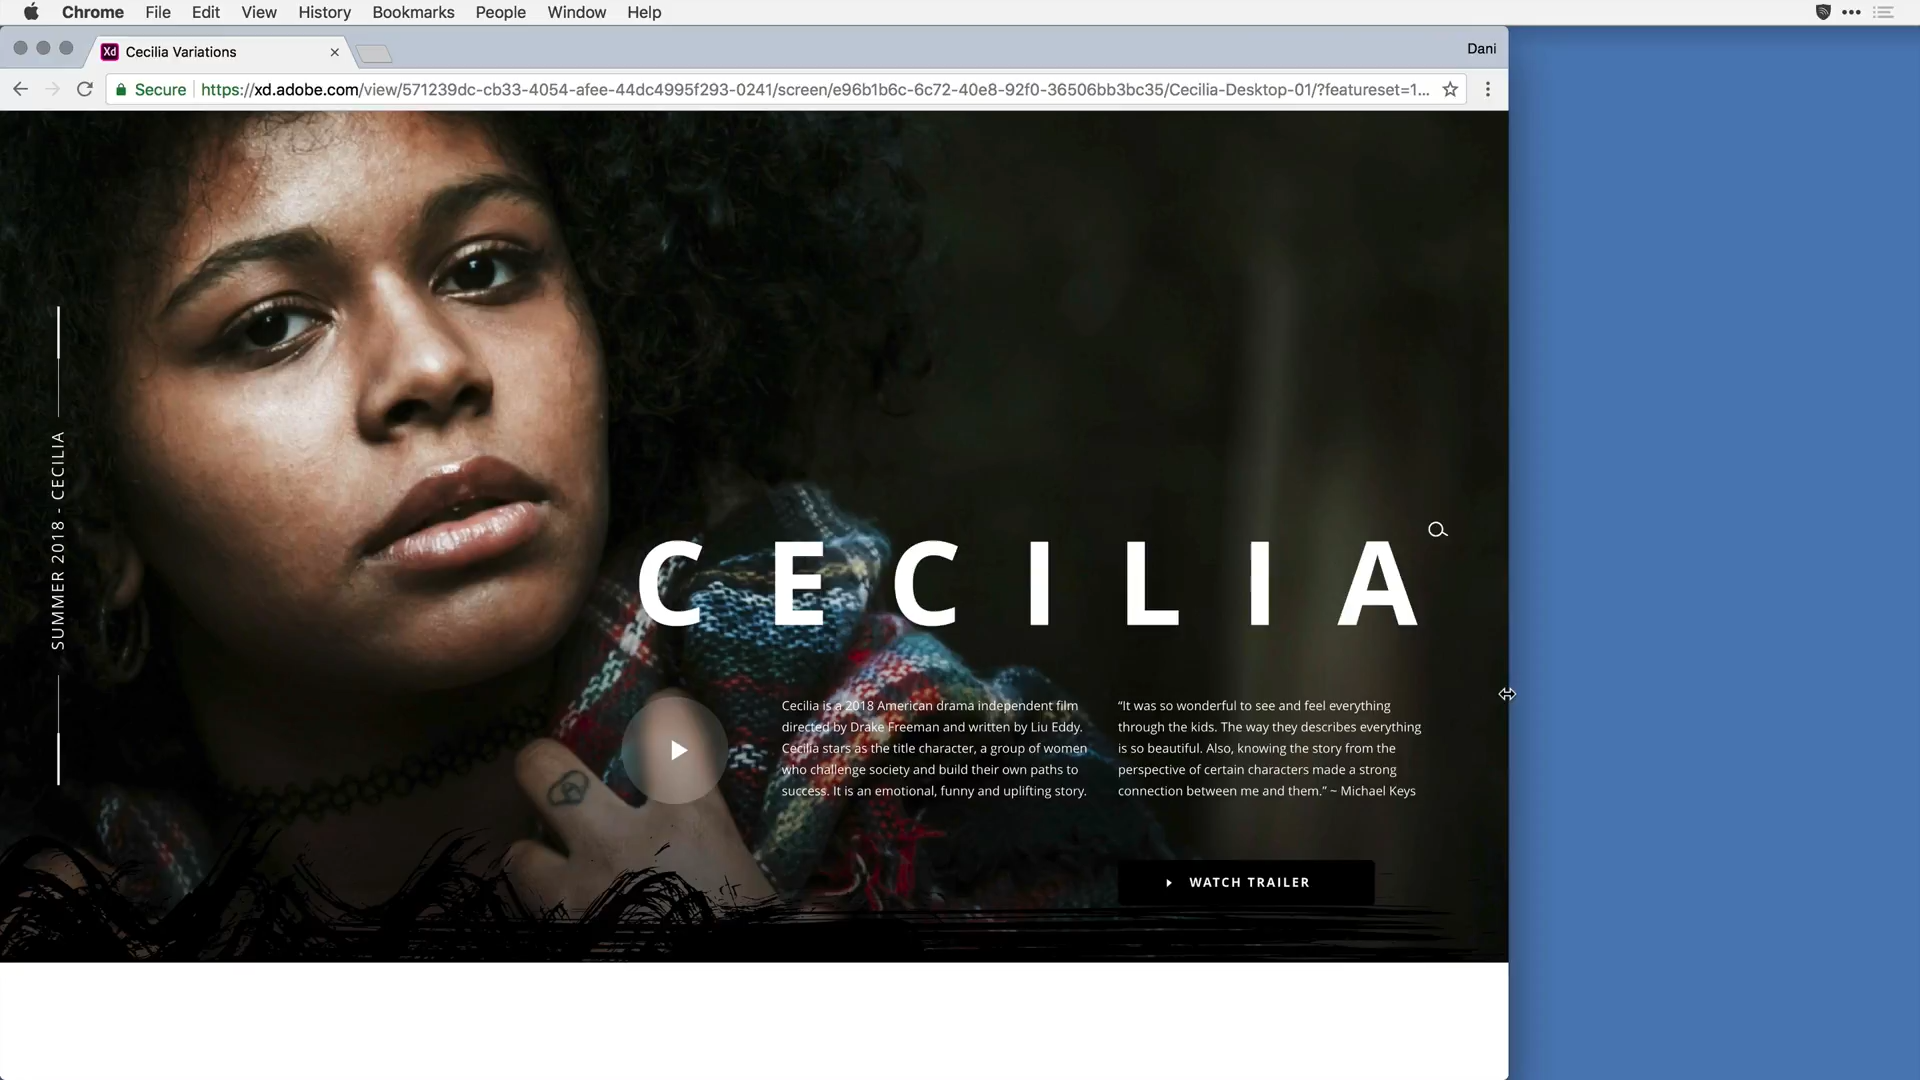 Chrome File Edit View History Bookmarks People Window Help
Xd Cecilia Variations
Dani
Secure https://xd.adobe.com/view/571239dc-cb33-4054-afee-44dc4995f293-0241/screen/e96b1b6c-6c72-40e8-92f0-36506bb3bc35/Cecilia-Desktop-01/?featureset=1...
SUMMER 2018 - CECILIA
CECILIA
Cecilia is a 2018 American drama independent film
directed by Drake Freeman and written by Liu Eddy.
Cecilia stars as the title character, a group of women
who challenge society and build their own paths to
success. It is an emotional, funny and uplifting story.
“It was so wonderful to see and feel everything
through the kids. The way they describes everything
is so beautiful. Also, knowing the story from the
perspective of certain characters made a strong
connection between me and them.” ~ Michael Keys
WATCH TRAILER